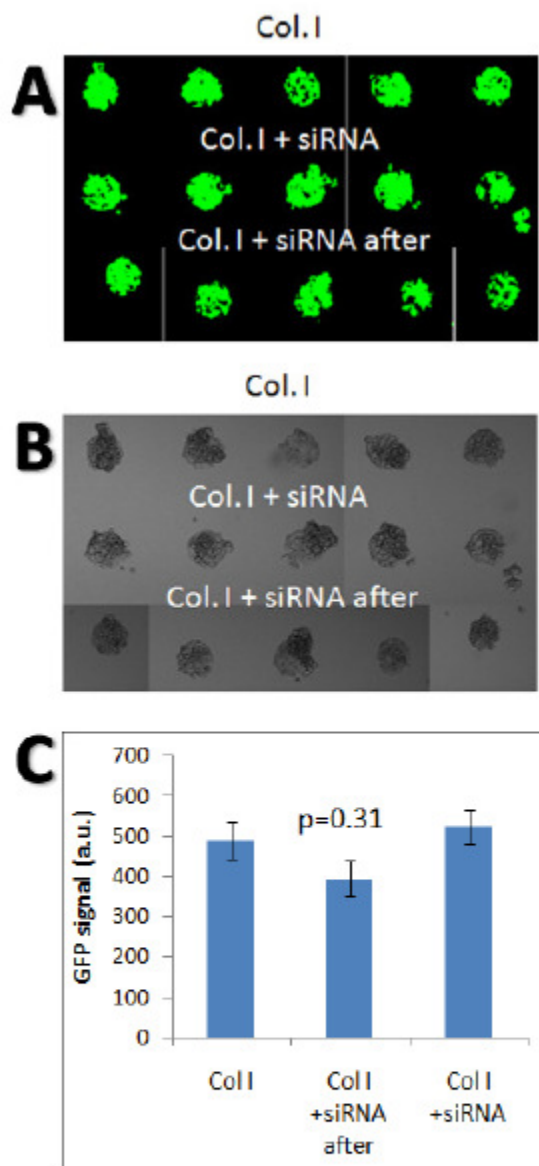 Col. I
A
Col. I + siRNA
Col. I + siRNA after
Col. I
B
Col. I + siRNA
Col. I + siRNA after
C
700
600
500
400
300
200
100
0
GFP signal (a.u.)
p=0.31
Col I
Col I
+siRNA
after
Col I
+siRNA